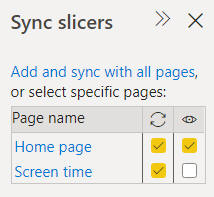 Sync slicers
Add and sync with all pages,
or select specific pages:
Page name
Home page
Screen time